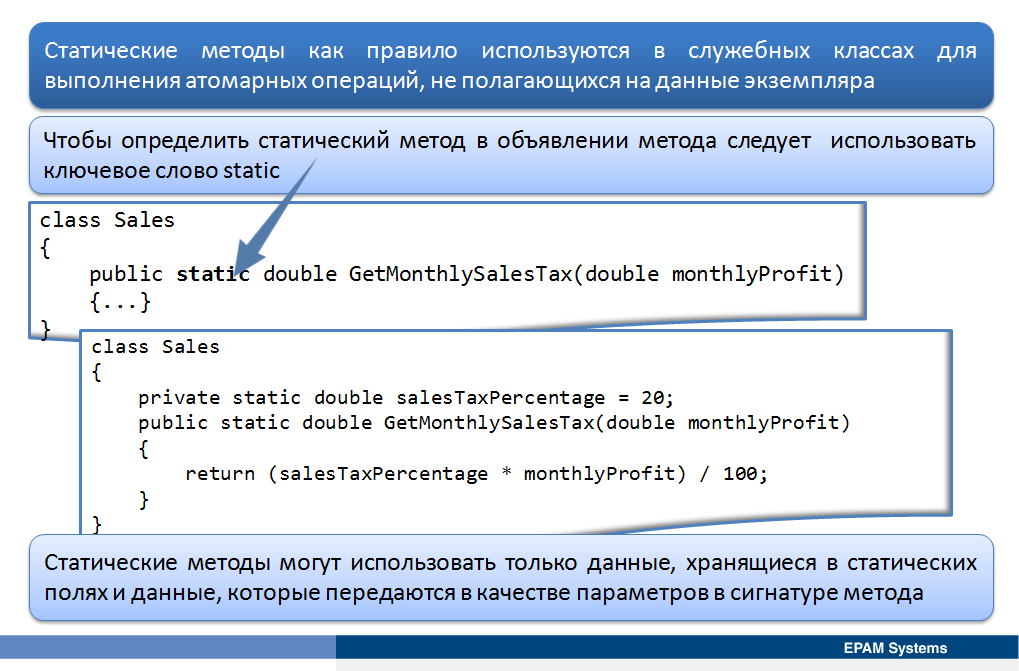 Статические методы как правило используются в служебных классах для
выполнения атомарных операций, не полагающихся на данные экземпляра
Чтобы определить статический метод в объявлении метода следует использовать
ключевое слово static
class Sales
{
public static double GetMonthlySalesTax(double monthlyProfit)
{...}
}
class Sales
{
private static double salesTaxPercentage = 20;
public static double GetMonthlySalesTax(double monthlyProfit)
{
return (salesTaxPercentage * monthlyProfit) / 100;
}
}
Статические методы могут использовать только данные, хранящиеся в статических
полях и данные, которые передаются в качестве параметров в сигнатуре метода
EPAM Systems